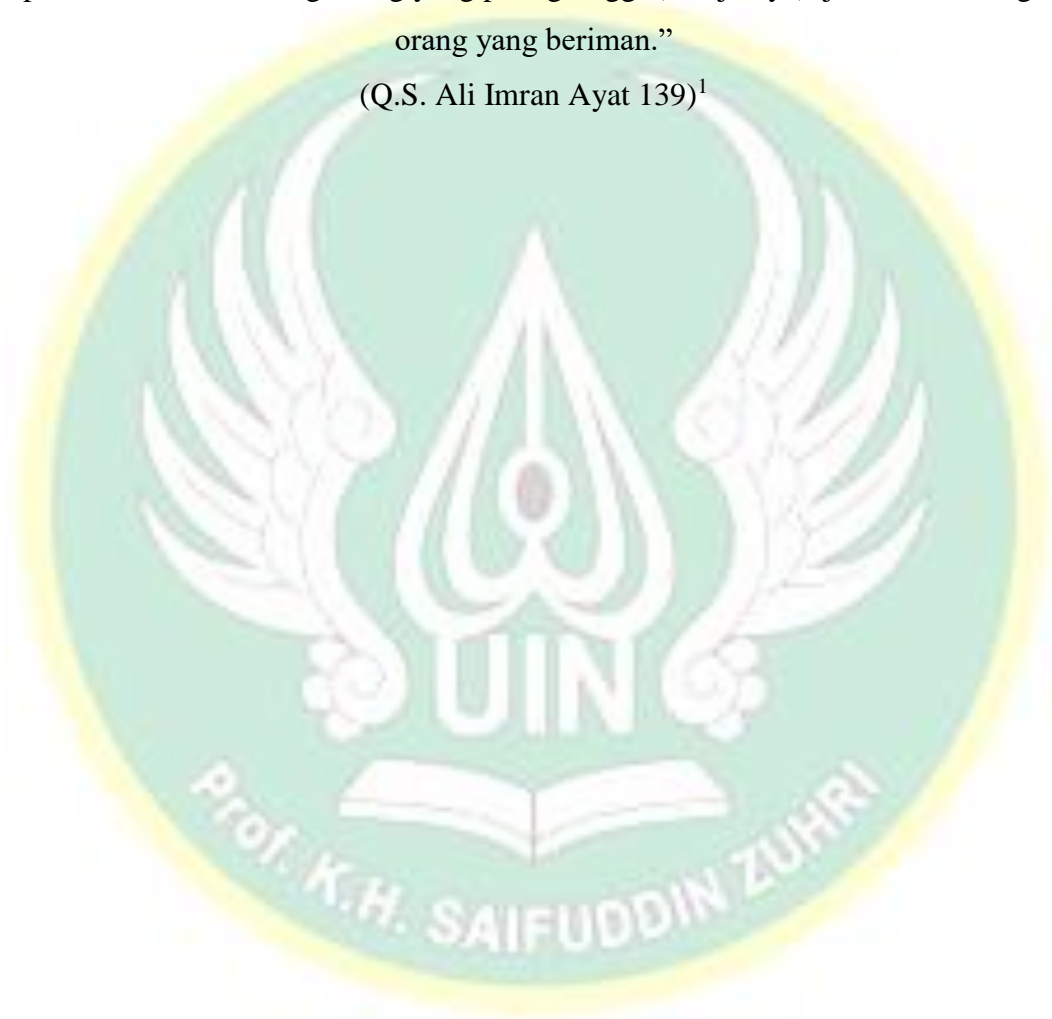 orang yang beriman.”
(Q.S. Ali Imran Ayat 139)¹
UIN
Prof. K.H. SAIFUDDIN ZUHRI